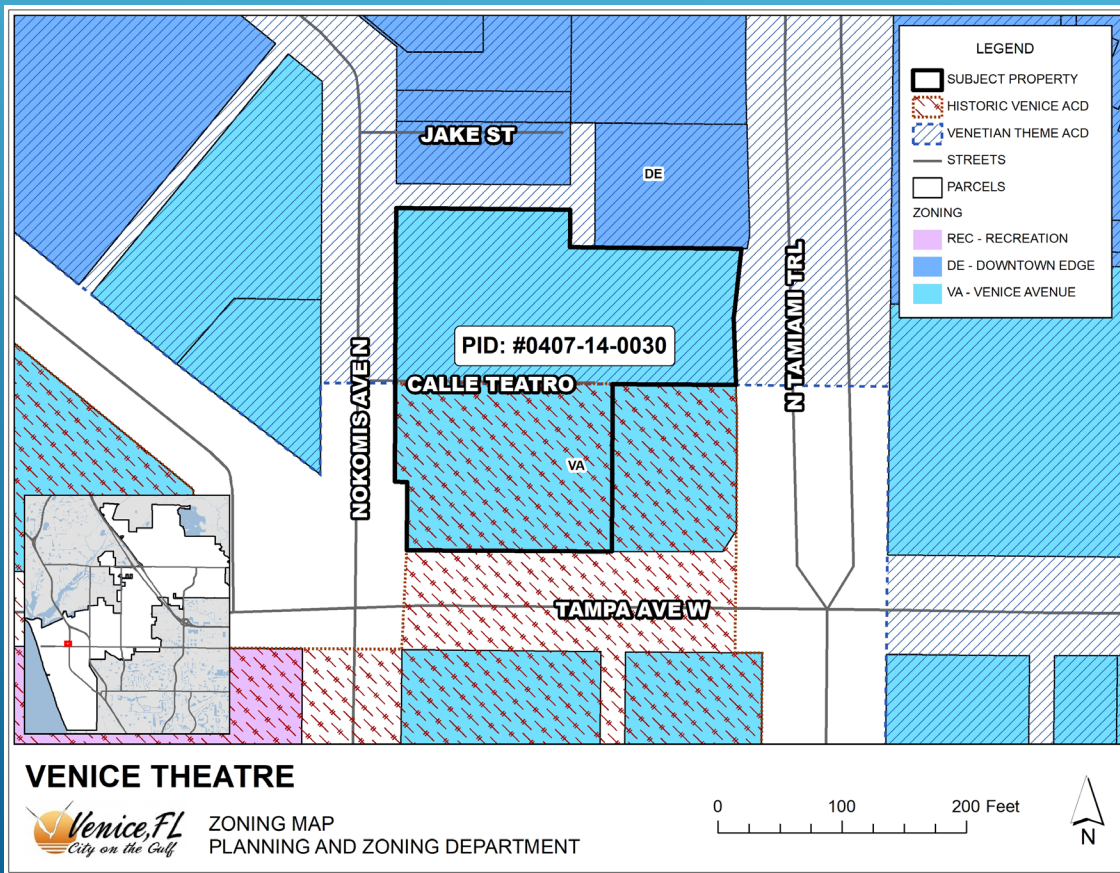 LEGEND
SUBJECT PROPERTY
HISTORIC VENICE ACD
VENETIAN THEME ACD
STREETS
PARCELS
ZONING
REC - RECREATION
DE - DOWNTOWN EDGE
VA - VENICE AVENUE
JAKE ST
DE
N TAMIAMI TRL
PID: #0407-14-0030
NOKOMIS AVE N
CALLE TEATRO
VA
TAMPA AVE W
VENICE THEATRE
Venice, FL
City on the Gulf
ZONING MAP
PLANNING AND ZONING DEPARTMENT
0 100 200 Feet
N